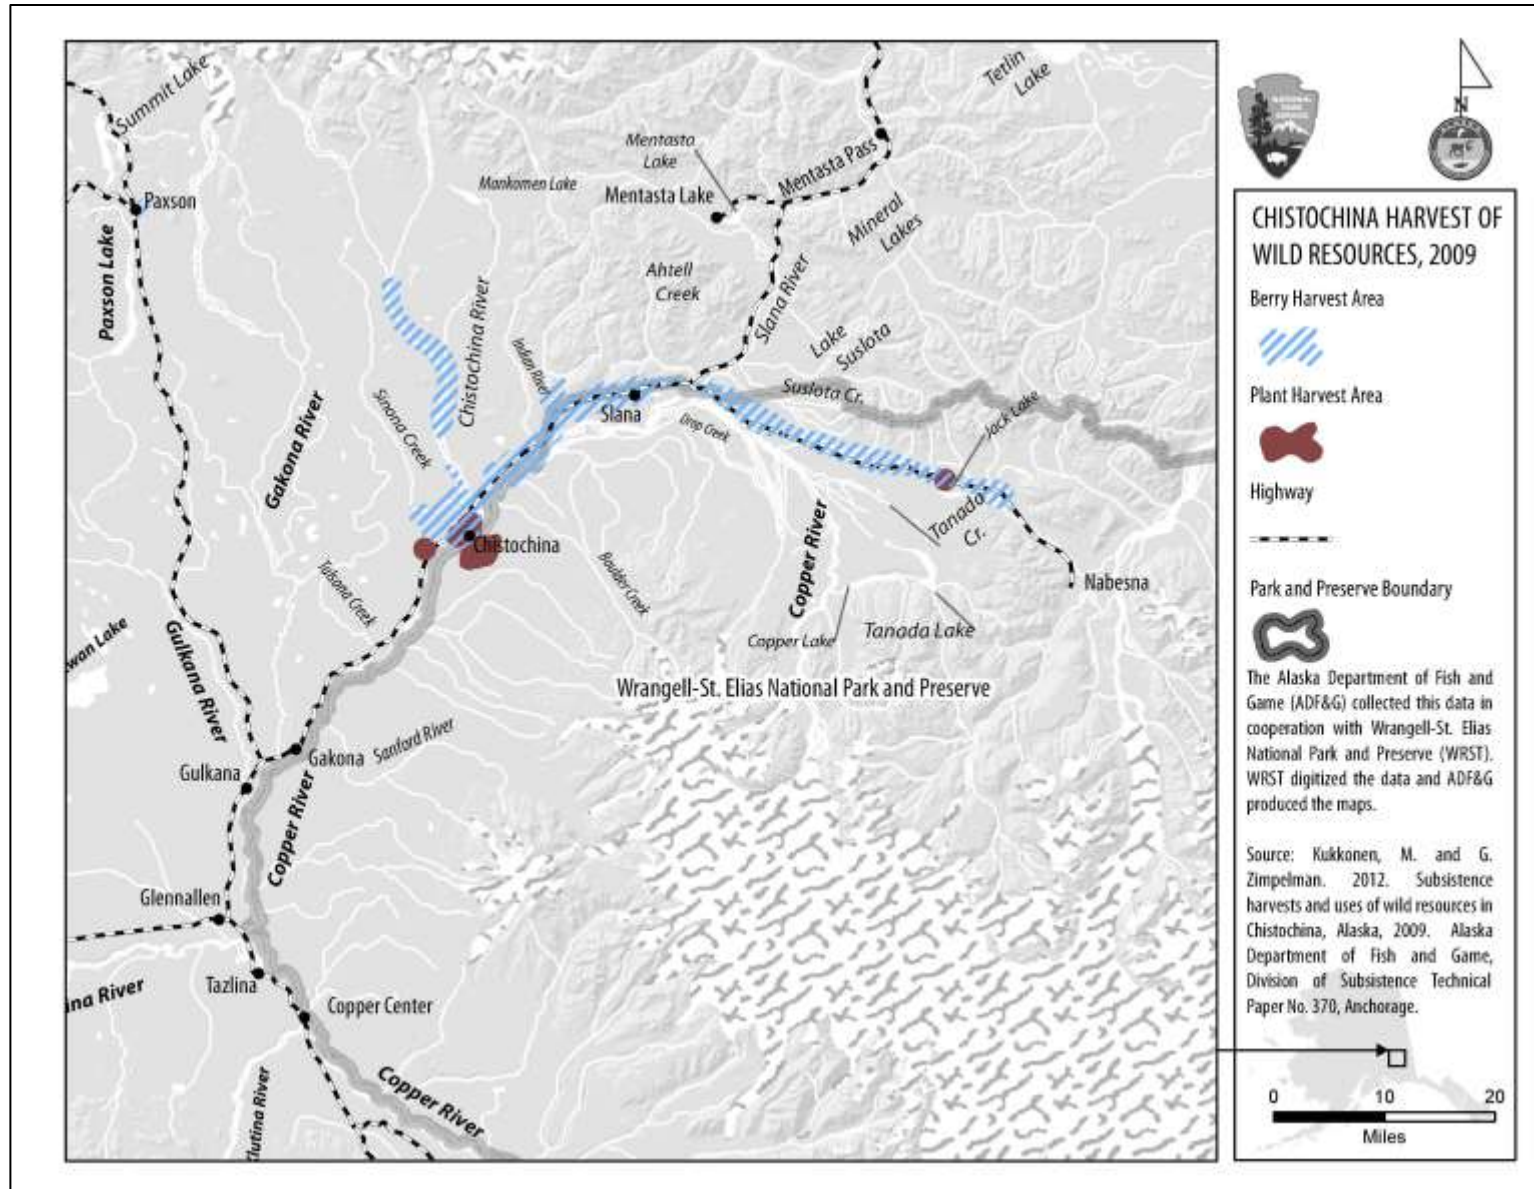 Summit Lake
Tetlin
Lake
Mentasta
Lake
Mentasta Pass
Mankomen Lake
Mentasta Lake
Paxson
Mineral
Lakes
Paxson Lake
Ahtell
Creek
Slana River
Chistochina River
Indian River
Lake
Suslota
Suslota Cr.
Sinona Creek
Slana
Drop Creek
Jack Lake
Gakona River
Tanada
Cr.
Chistochina
Copper River
Boulder Creek
Tulsona Creek
Nabesna
Copper Lake
Tanada Lake
ewan Lake
Gulkana River
Wrangell-St. Elias National Park and Preserve
Gakona
Sanford River
Gulkana
Copper River
Glennallen
Tazlina
ina River
Copper Center
Copper River
Klutina River
N
CHISTOCHINA HARVEST OF
WILD RESOURCES, 2009
Berry Harvest Area
Plant Harvest Area
Highway
Park and Preserve Boundary
The Alaska Department of Fish and
Game (ADF&G) collected this data in
cooperation with Wrangell-St. Elias
National Park and Preserve (WRST).
WRST digitized the data and ADF&G
produced the maps.
Source: Kukkonen, M. and G.
Zimpelman. 2012. Subsistence
harvests and uses of wild resources in
Chistochina, Alaska, 2009. Alaska
Department of Fish and Game,
Division of Subsistence Technical
Paper No. 370, Anchorage.
0 10 20
Miles